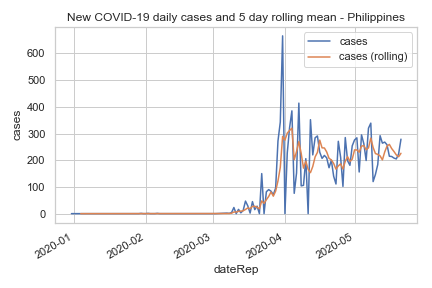 New COVID-19 daily cases and 5 day rolling mean - Philippines
cases
cases (rolling)
600
500
400
300
200
100
0
cases
2020-01
2020-02
2020-03
2020-04
2020-05
dateRep